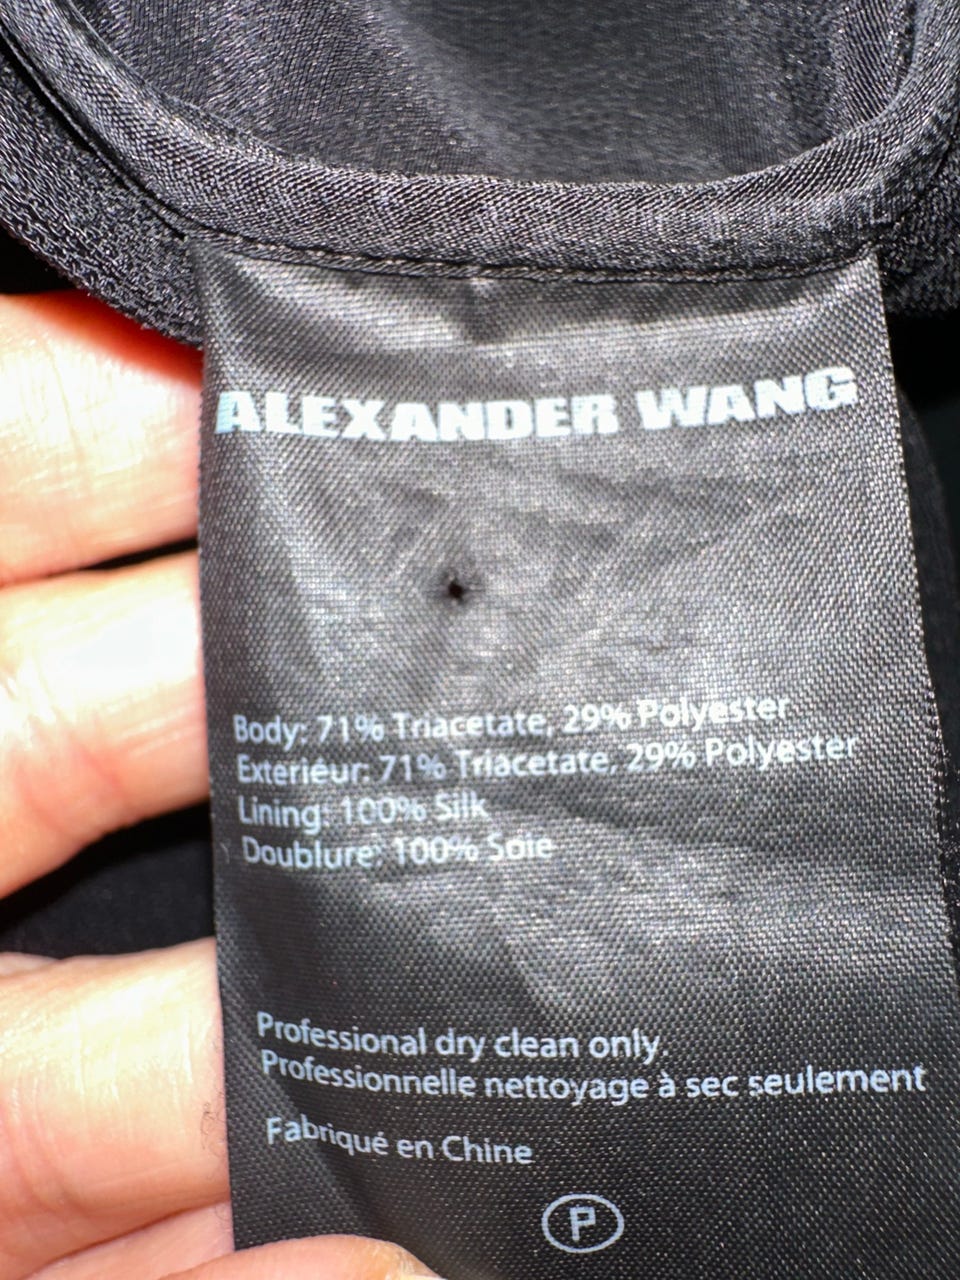 ALEXANDER WANG
Body: 71% Triacetate, 29% Polyester
Exteriéur: 71% Triacetate, 29% Polyester
Lining: 100% Silk
Doublure: 100% Soie
Professional dry clean only.
Professionnelle nettoyage à sec seulement
Fabriqué en Chine
P